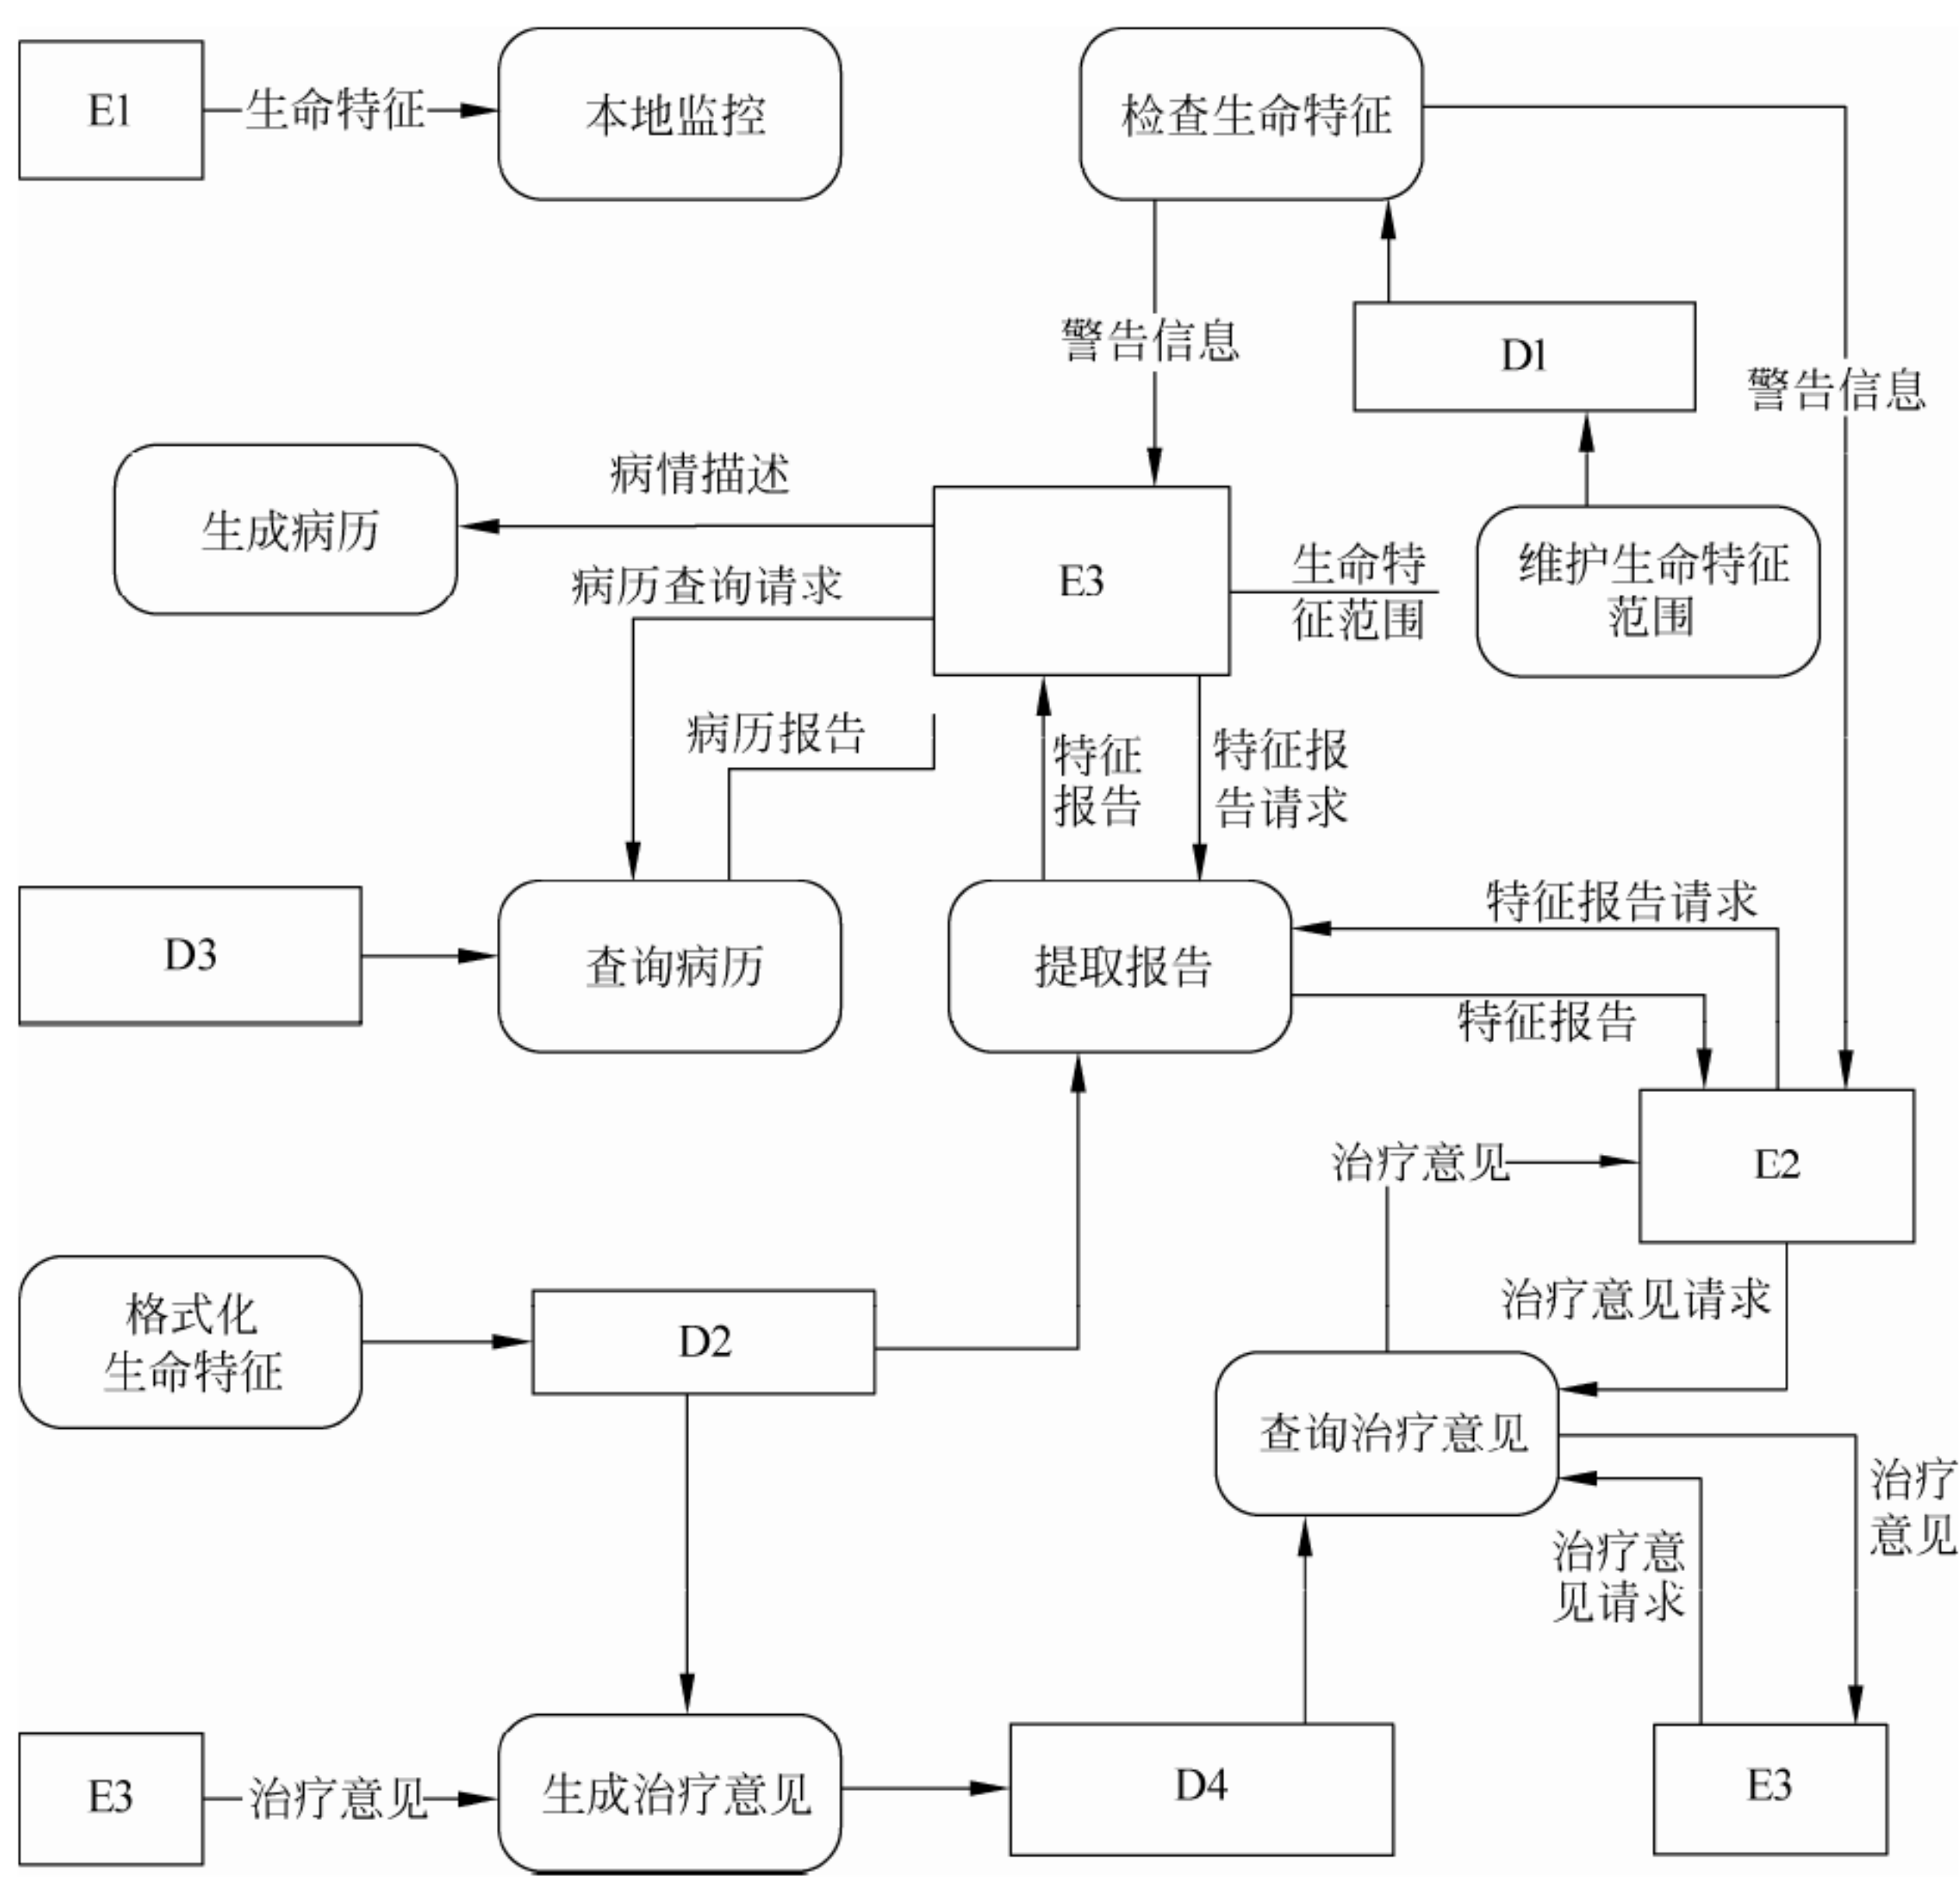 E1
生命特征
本地监控
检查生命特征
警告信息
D1
警告信息
病情描述
生成病历
病历查询请求
E3
生命特
征范围
维护生命特征
范围
病历报告
特征
报告
特征报
告请求
D3
查询病历
提取报告
特征报告请求
特征报告
治疗意见
E2
格式化
生命特征
D2
治疗意见请求
查询治疗意见
治疗
意见
治疗意
见请求
E3
治疗意见
生成治疗意见
D4
E3